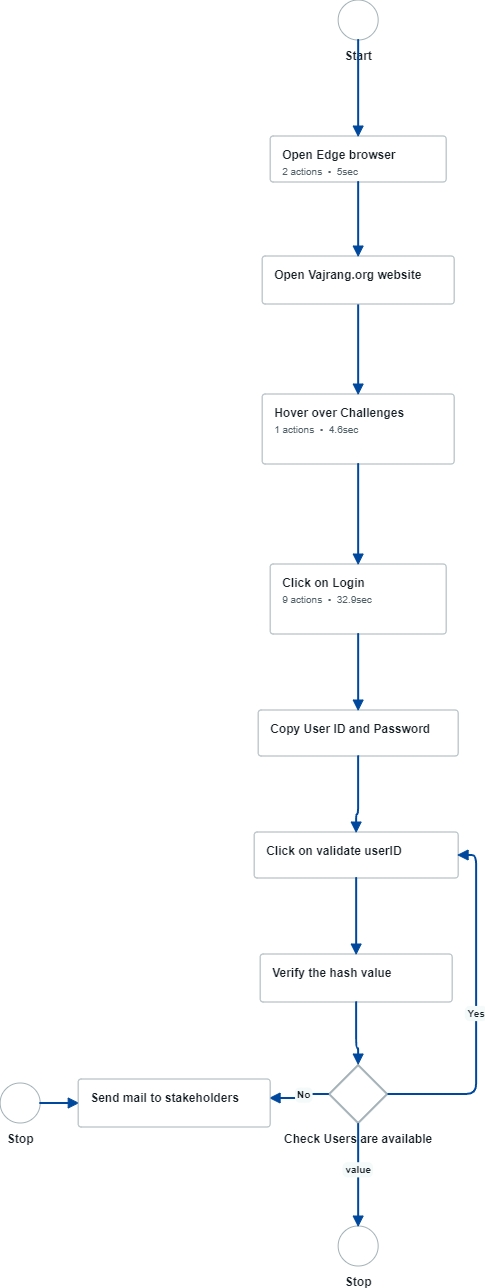 Start
Open Edge browser
2 actions • 5sec
Open Vajrang.org website
Hover over Challenges
1 actions • 4.6sec
Click on Login
9 actions • 32.9sec
Copy User ID and Password
Click on validate userID
Verify the hash value
Yes
No
Send mail to stakeholders
Stop
Check Users are available
value
Stop